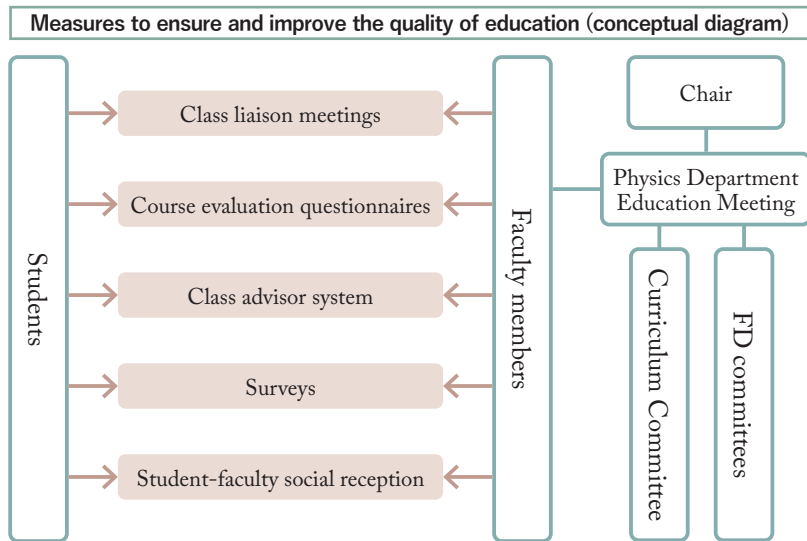 Measures to ensure and improve the quality of education (conceptual diagram)
Students
Class liaison meetings
Course evaluation questionnaires
Class advisor system
Surveys
Student-faculty social reception
Faculty members
Chair
Physics Department
Education Meeting
Curriculum Committee
FD committees